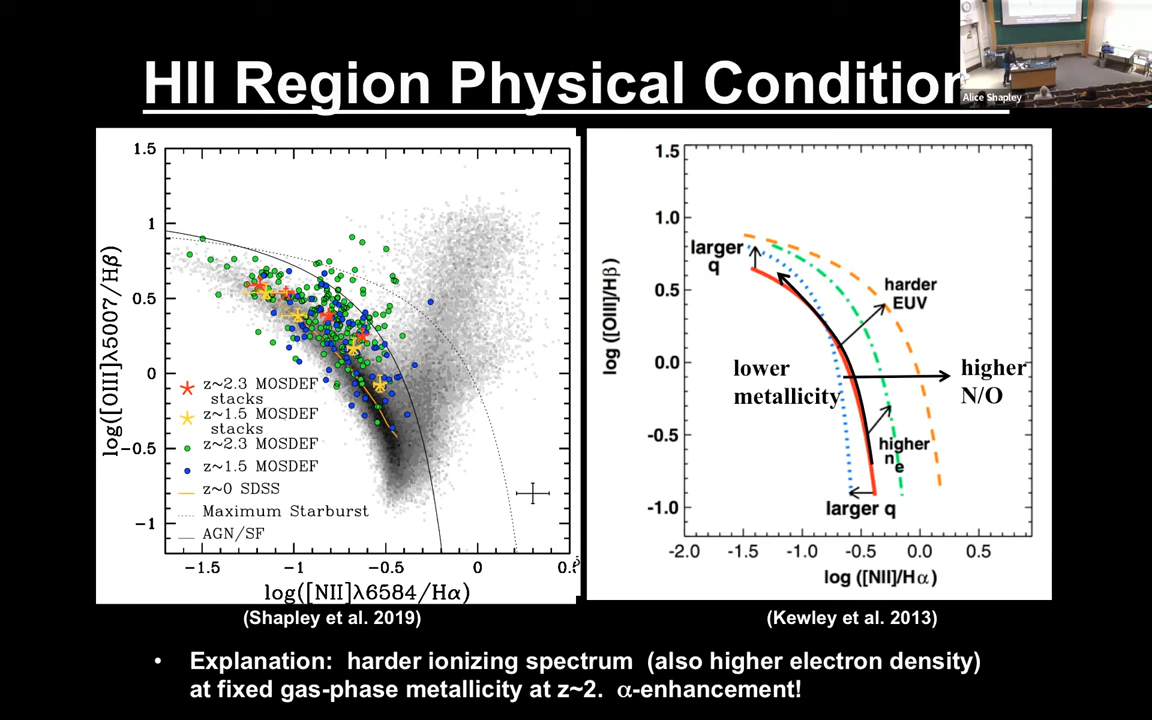 HII Region Physical Condition
Alice Shapley
1.5
1
0.5
0
−0.5
−1
−1.5
−1
−0.5
0
log([OIII]λ5007/Hβ)
log([NII]λ6584/Hα)
z~2.3 MOSDEF
stacks
z~1.5 MOSDEF
stacks
z~2.3 MOSDEF
z~1.5 MOSDEF
z~0 SDSS
Maximum Starburst
AGN/SF
(Shapley et al. 2019)
1.5
1.0
0.5
0.0
-0.5
-1.0
-2.0
-1.5
-1.0
-0.5
0.0
0.5
log ([OIII]/Hβ)
log ([NII]/Hα)
larger
q
harder
EUV
lower
metallicity
higher
N/O
higher
n
e
larger q
(Kewley et al. 2013)
• Explanation: harder ionizing spectrum (also higher electron density)
at fixed gas-phase metallicity at z~2. α-enhancement!